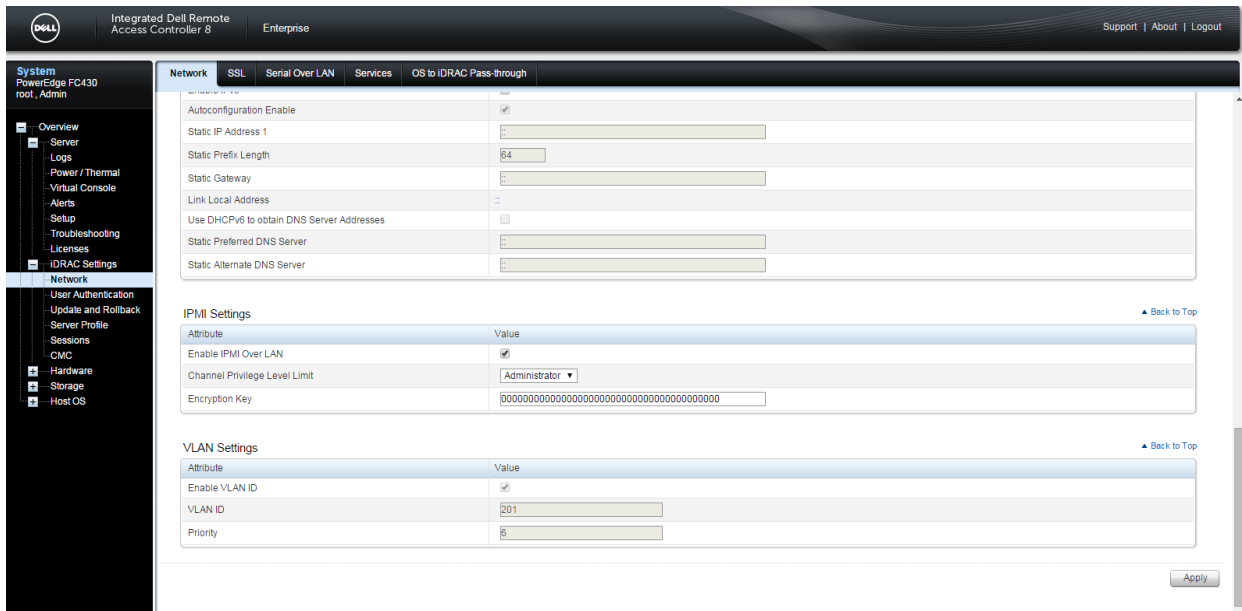 DELL
Integrated Dell Remote
Access Controller 8
Enterprise
Support | About | Logout
System
PowerEdge FC430
root , Admin
Overview
Server
Logs
Power / Thermal
Virtual Console
Alerts
Setup
Troubleshooting
Licenses
iDRAC Settings
Network
User Authentication
Update and Rollback
Server Profile
Sessions
CMC
Hardware
Storage
Host OS
Network SSL Serial Over LAN Services OS to iDRAC Pass-through
Autoconfiguration Enable
Static IP Address 1 ::
Static Prefix Length 64
Static Gateway ::
Link Local Address ::
Use DHCPv6 to obtain DNS Server Addresses
Static Preferred DNS Server ::
Static Alternate DNS Server ::
IPMI Settings
Back to Top
Attribute Value
Enable IPMI Over LAN
Channel Privilege Level Limit Administrator
Encryption Key 0000000000000000000000000000000000000000
VLAN Settings
Back to Top
Attribute Value
Enable VLAN ID
VLAN ID 201
Priority 6
Apply